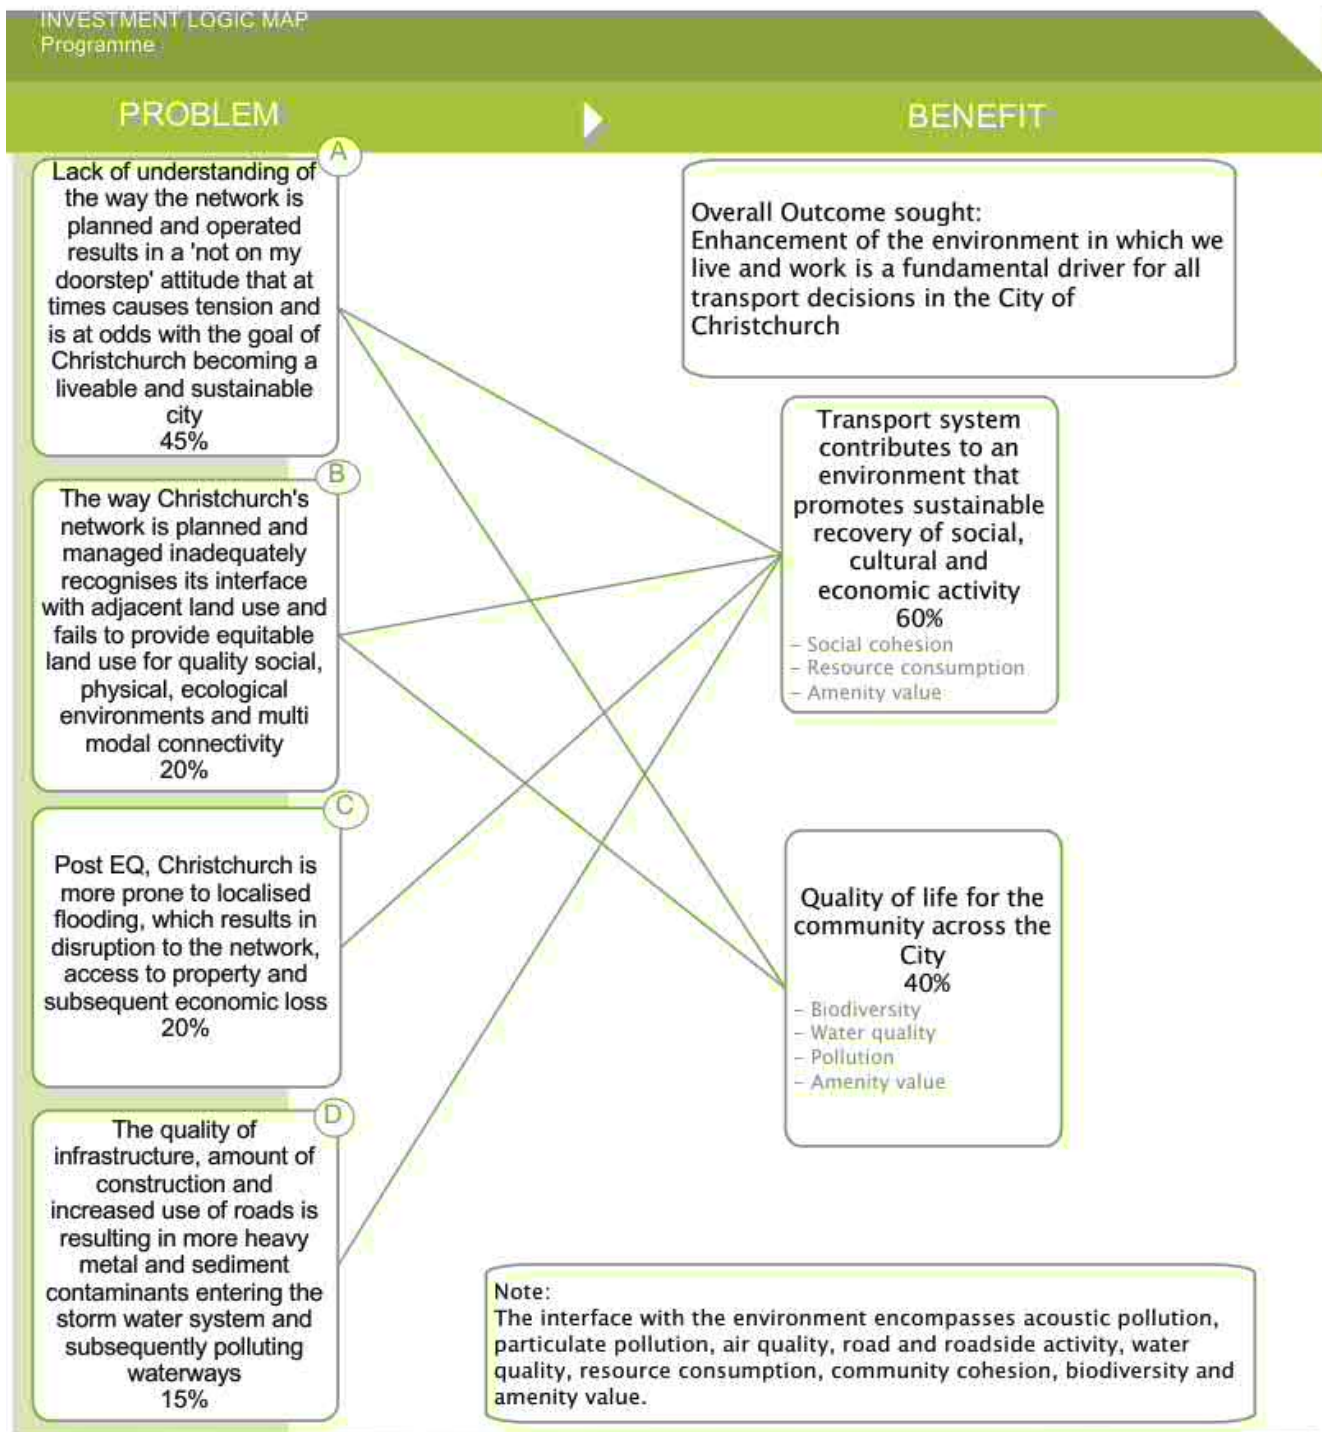 INVESTMENT LOGIC MAP
Programme
PROBLEM
BENEFIT
A
Lack of understanding of
the way the network is
planned and operated
results in a 'not on my
doorstep' attitude that at
times causes tension and
is at odds with the goal of
Christchurch becoming a
liveable and sustainable
city
45%
B
The way Christchurch's
network is planned and
managed inadequately
recognises its interface
with adjacent land use and
fails to provide equitable
land use for quality social,
physical, ecological
environments and multi
modal connectivity
20%
C
Post EQ, Christchurch is
more prone to localised
flooding, which results in
disruption to the network,
access to property and
subsequent economic loss
20%
D
The quality of
infrastructure, amount of
construction and
increased use of roads is
resulting in more heavy
metal and sediment
contaminants entering the
storm water system and
subsequently polluting
waterways
15%
Overall Outcome sought:
Enhancement of the environment in which we
live and work is a fundamental driver for all
transport decisions in the City of
Christchurch
Transport system
contributes to an
environment that
promotes sustainable
recovery of social,
cultural and
economic activity
60%
– Social cohesion
– Resource consumption
– Amenity value
Quality of life for the
community across the
City
40%
– Biodiversity
– Water quality
– Pollution
– Amenity value
Note:
The interface with the environment encompasses acoustic pollution,
particulate pollution, air quality, road and roadside activity, water
quality, resource consumption, community cohesion, biodiversity and
amenity value.